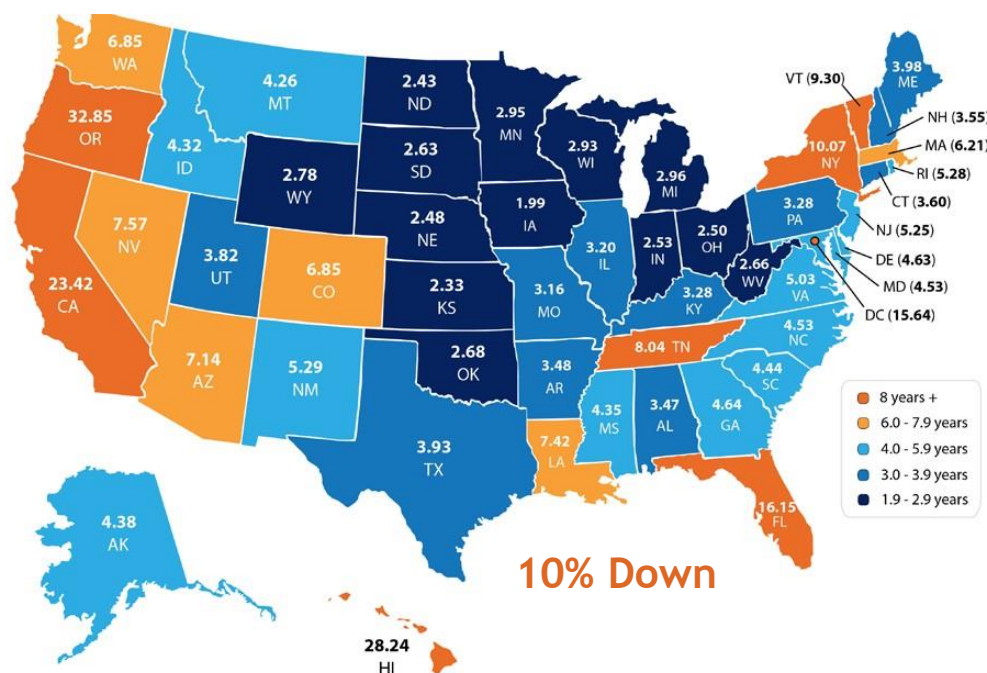 6.85
WA
32.85
OR
23.42
CA
7.57
NV
4.32
ID
4.26
MT
2.78
WY
3.82
UT
6.85
CO
7.14
AZ
5.29
NM
2.43
ND
2.63
SD
2.48
NE
2.33
KS
2.68
OK
3.93
TX
2.95
MN
1.99
IA
3.16
MO
3.48
AR
7.42
LA
2.93
WI
3.20
IL
2.96
MI
2.53
IN
2.50
OH
3.28
KY
8.04 TN
4.35
MS
3.47
AL
4.64
GA
16.15
FL
4.44
SC
4.53
NC
5.03
VA
2.66
WV
3.28
PA
10.07
NY
3.98
ME
VT (9.30)
NH (3.55)
MA (6.21)
RI (5.28)
CT (3.60)
NJ (5.25)
DE (4.63)
MD (4.53)
DC (15.64)
8 years +
6.0 - 7.9 years
4.0 - 5.9 years
3.0 - 3.9 years
1.9 - 2.9 years
4.38
AK
28.24
HI
10% Down